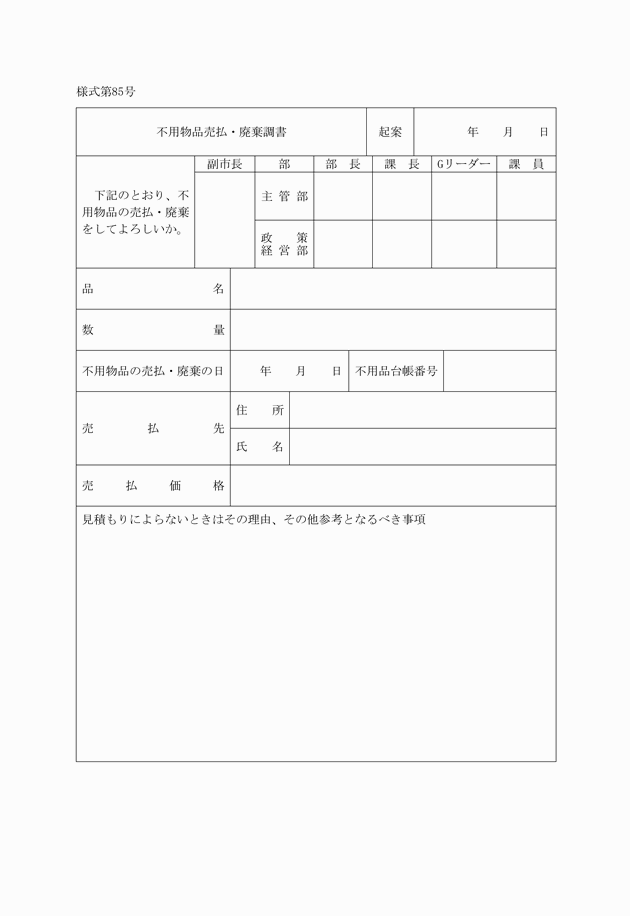 様式第85号
不用物品売払・廃棄調書 起案 年 月 日
副市長 部 部 長 課 長 Gリーダー 課 員
下記のとおり、不
用物品の売払・廃棄
をしてよろしいか。
主 管 部
政 策
経 営 部
品 名
数 量
不用物品の売払・廃棄の日 年 月 日 不用品台帳番号
売 払 先
住 所
氏 名
売 払 価 格
見積もりによらないときはその理由、その他参考となるべき事項